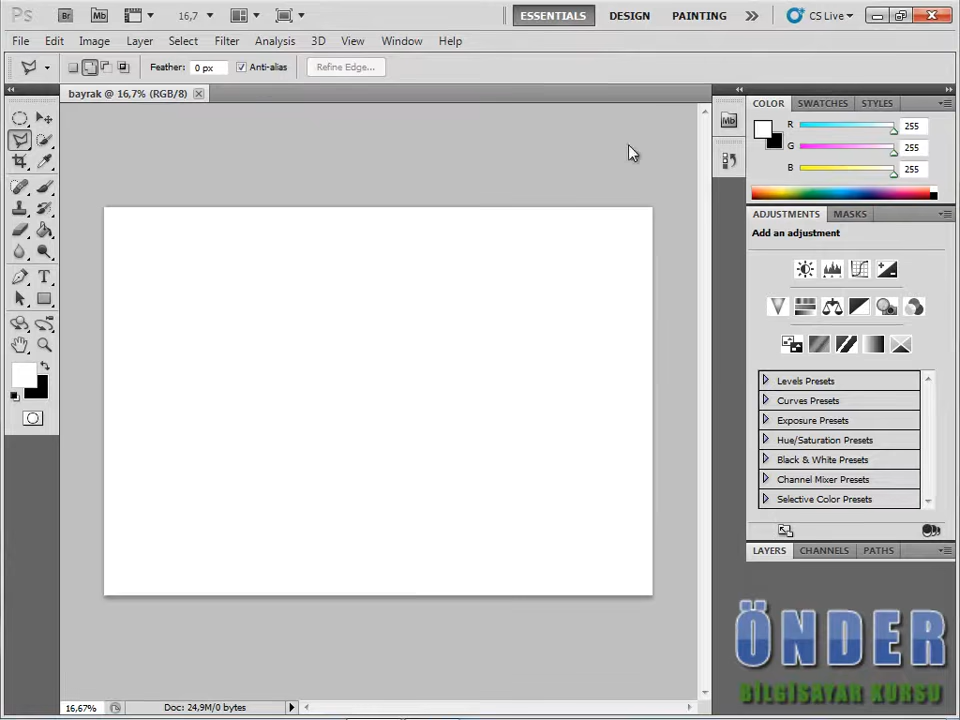 Ps Br Mb 16,7 ESSENTIALS DESIGN PAINTING CS Live
File Edit Image Layer Select Filter Analysis 3D View Window Help
Feather: 0 px Anti-alias Refine Edge...
bayrak @ 16,7% (RGB/8)
COLOR SWATCHES STYLES
Mb
R 255
G 255
B 255
ADJUSTMENTS MASKS
Add an adjustment
T
Levels Presets
Curves Presets
Exposure Presets
Hue/Saturation Presets
Black & White Presets
Channel Mixer Presets
Selective Color Presets
LAYERS CHANNELS PATHS
ÖNDER
BİLGİSAYAR KURSU
16,67% Doc: 24,9M/0 bytes